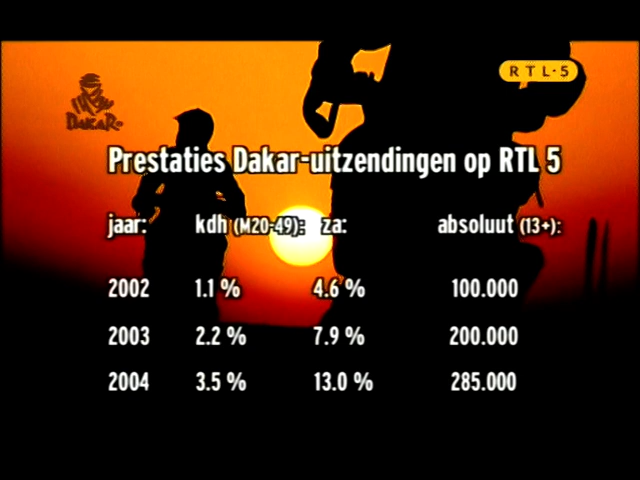 RTL·5
DAKAR
Prestaties Dakar-uitzendingen op RTL 5
jaar: kdh (M20-49): za: absoluut (13+):
2002 1.1 % 4.6 % 100.000
2003 2.2 % 7.9 % 200.000
2004 3.5 % 13.0 % 285.000